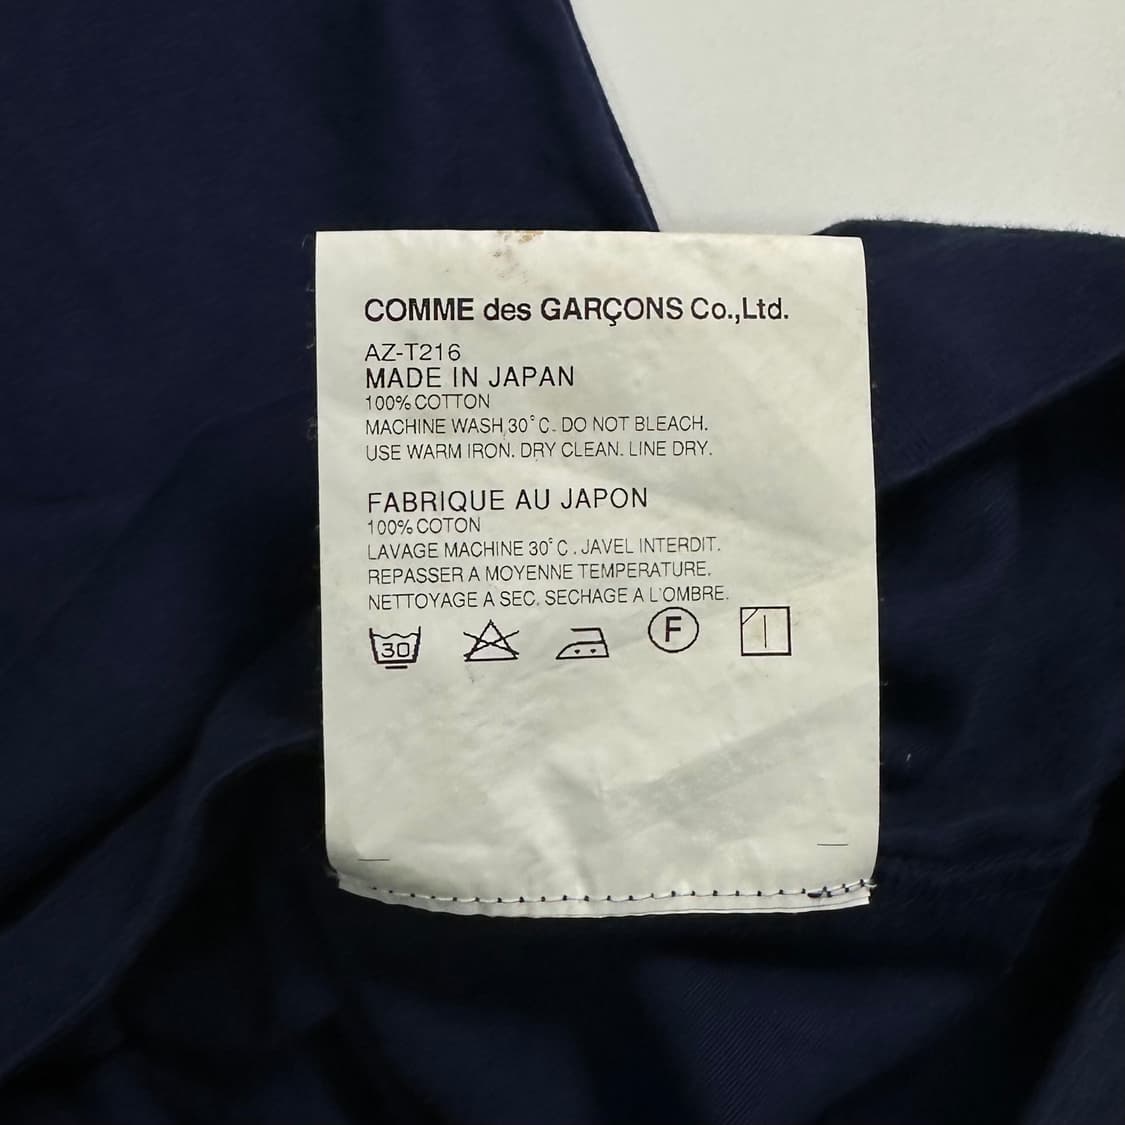 COMME des GARÇONS Co.,Ltd.
AZ-T216
MADE IN JAPAN
100% COTTON
MACHINE WASH 30°C. DO NOT BLEACH.
USE WARM IRON. DRY CLEAN. LINE DRY.
FABRIQUE AU JAPON
100% COTON
LAVAGE MACHINE 30°C. JAVEL INTERDIT.
REPASSER A MOYENNE TEMPERATURE.
NETTOYAGE A SEC. SECHAGE A L'OMBRE.
30 F